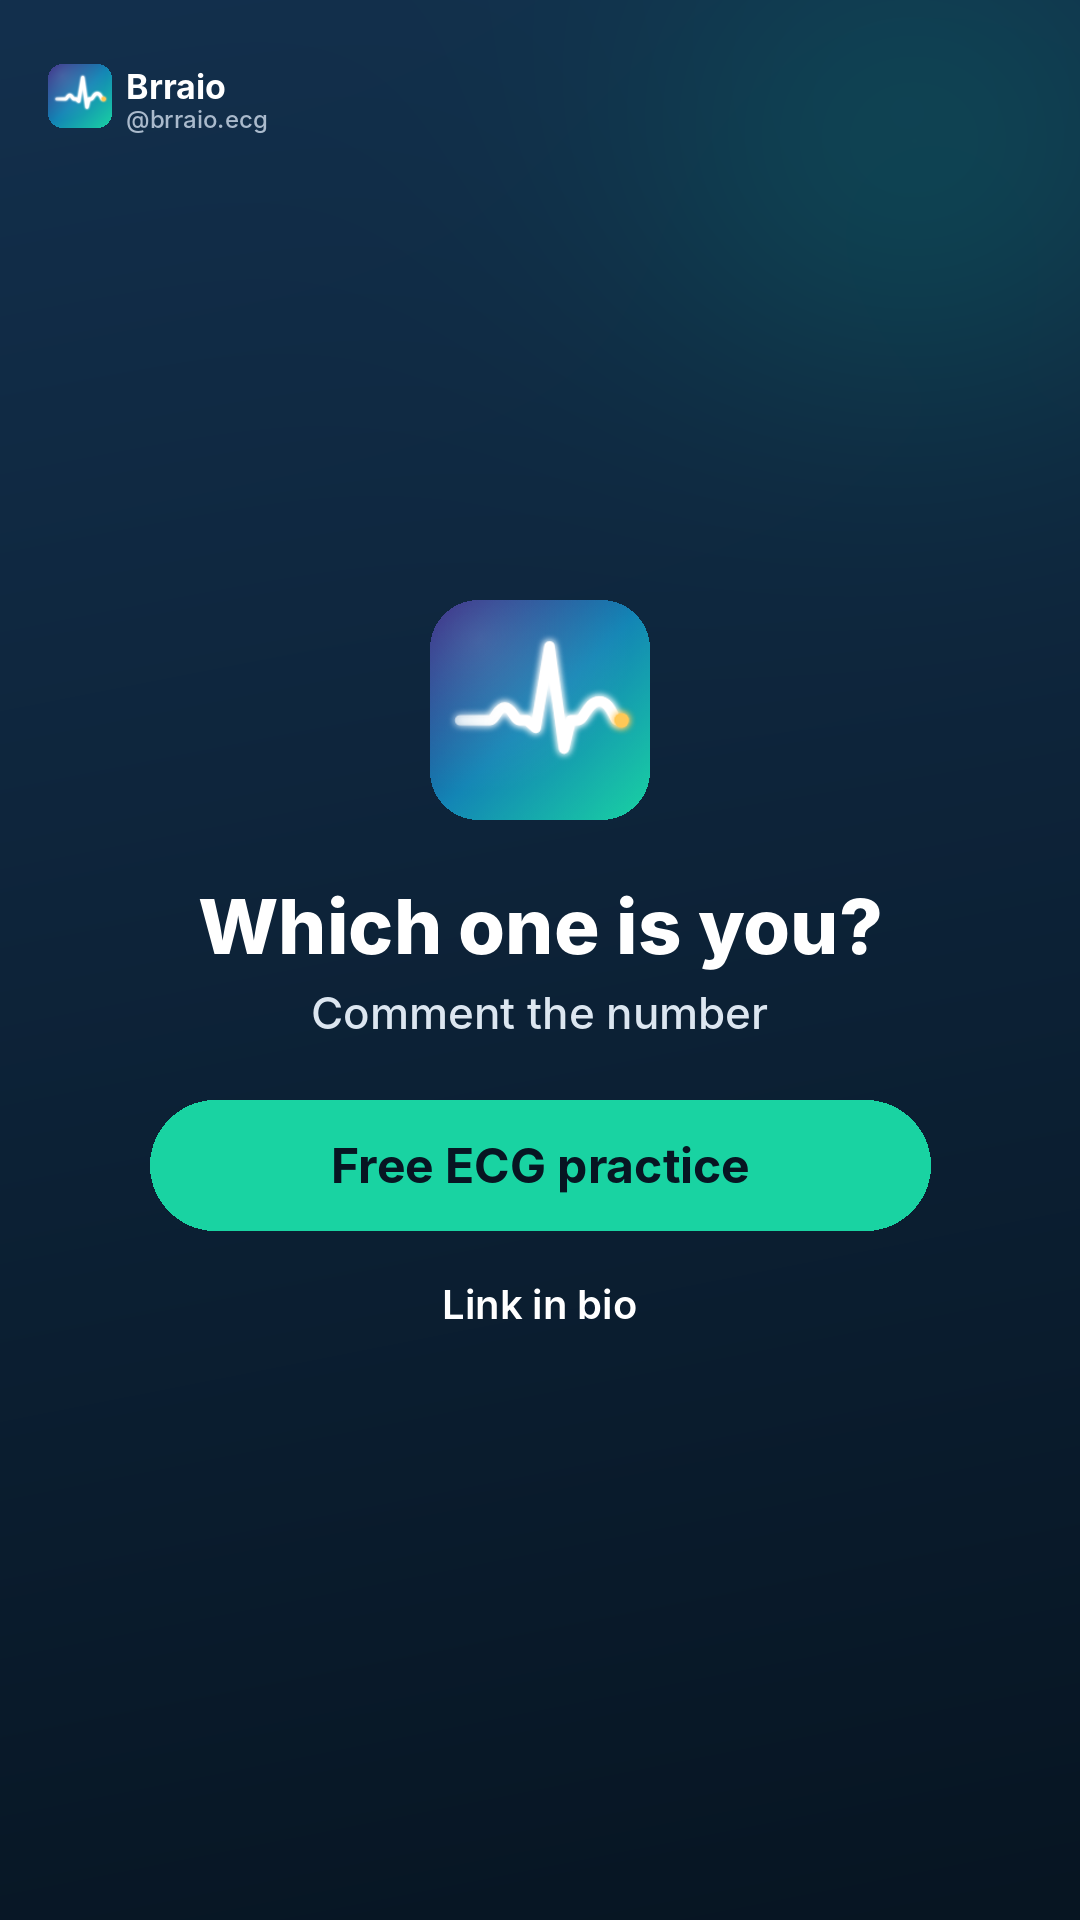 Brraio
@brraio.ecg
Which one is you?
Comment the number
Free ECG practice
Link in bio